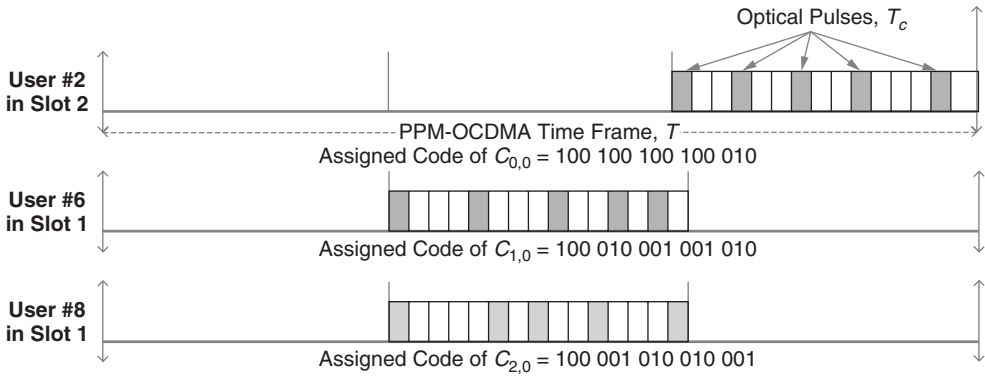 Optical Pulses, Tc
User #2
in Slot 2
PPM-OCDMA Time Frame, T
Assigned Code of C0,0 = 100 100 100 100 010
User #6
in Slot 1
Assigned Code of C1,0 = 100 010 001 001 010
User #8
in Slot 1
Assigned Code of C2,0 = 100 001 010 010 001